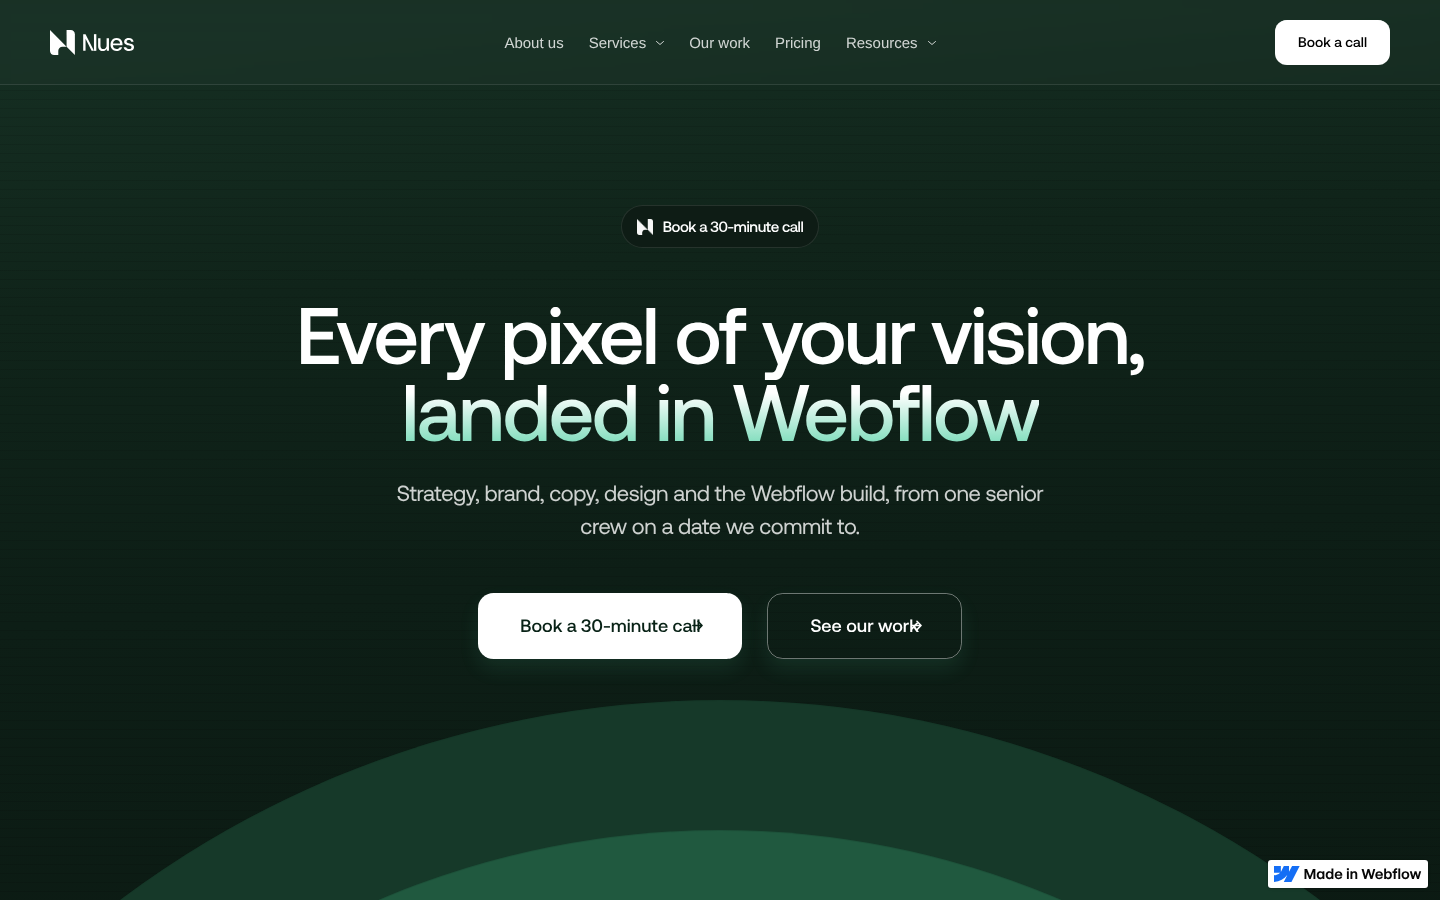 Nues
About us
Services
Our work
Pricing
Resources
Book a call
Book a 30-minute call
Every pixel of your vision,
landed in Webflow
Strategy, brand, copy, design and the Webflow build, from one senior
crew on a date we commit to.
Book a 30-minute call
See our work
Made in Webflow